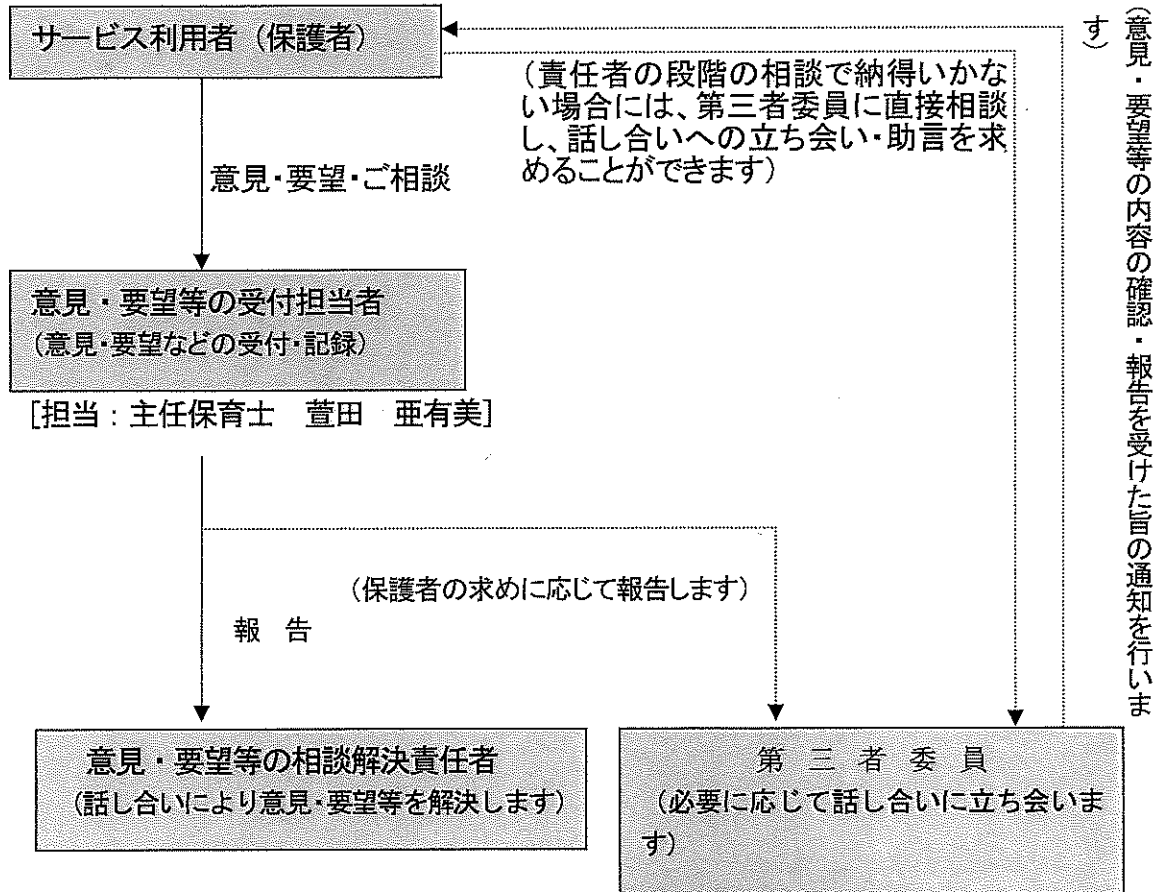 サービス利用者（保護者）
（責任者の段階の相談で納得いかな
い場合には、第三者委員に直接相談
し、話し合いへの立ち会い・助言を求
めることができます）
（意見・要望等の内容の確認・報告を受けた旨の通知を行いま
す）
意見・要望・ご相談
意見・要望等の受付担当者
（意見・要望などの受付・記録）
[担当：主任保育士　萱田　亜有美]
（保護者の求めに応じて報告します）
報　告
意見・要望等の相談解決責任者
（話し合いにより意見・要望等を解決します）
第　三　者　委　員
（必要に応じて話し合いに立ち会いま
す）